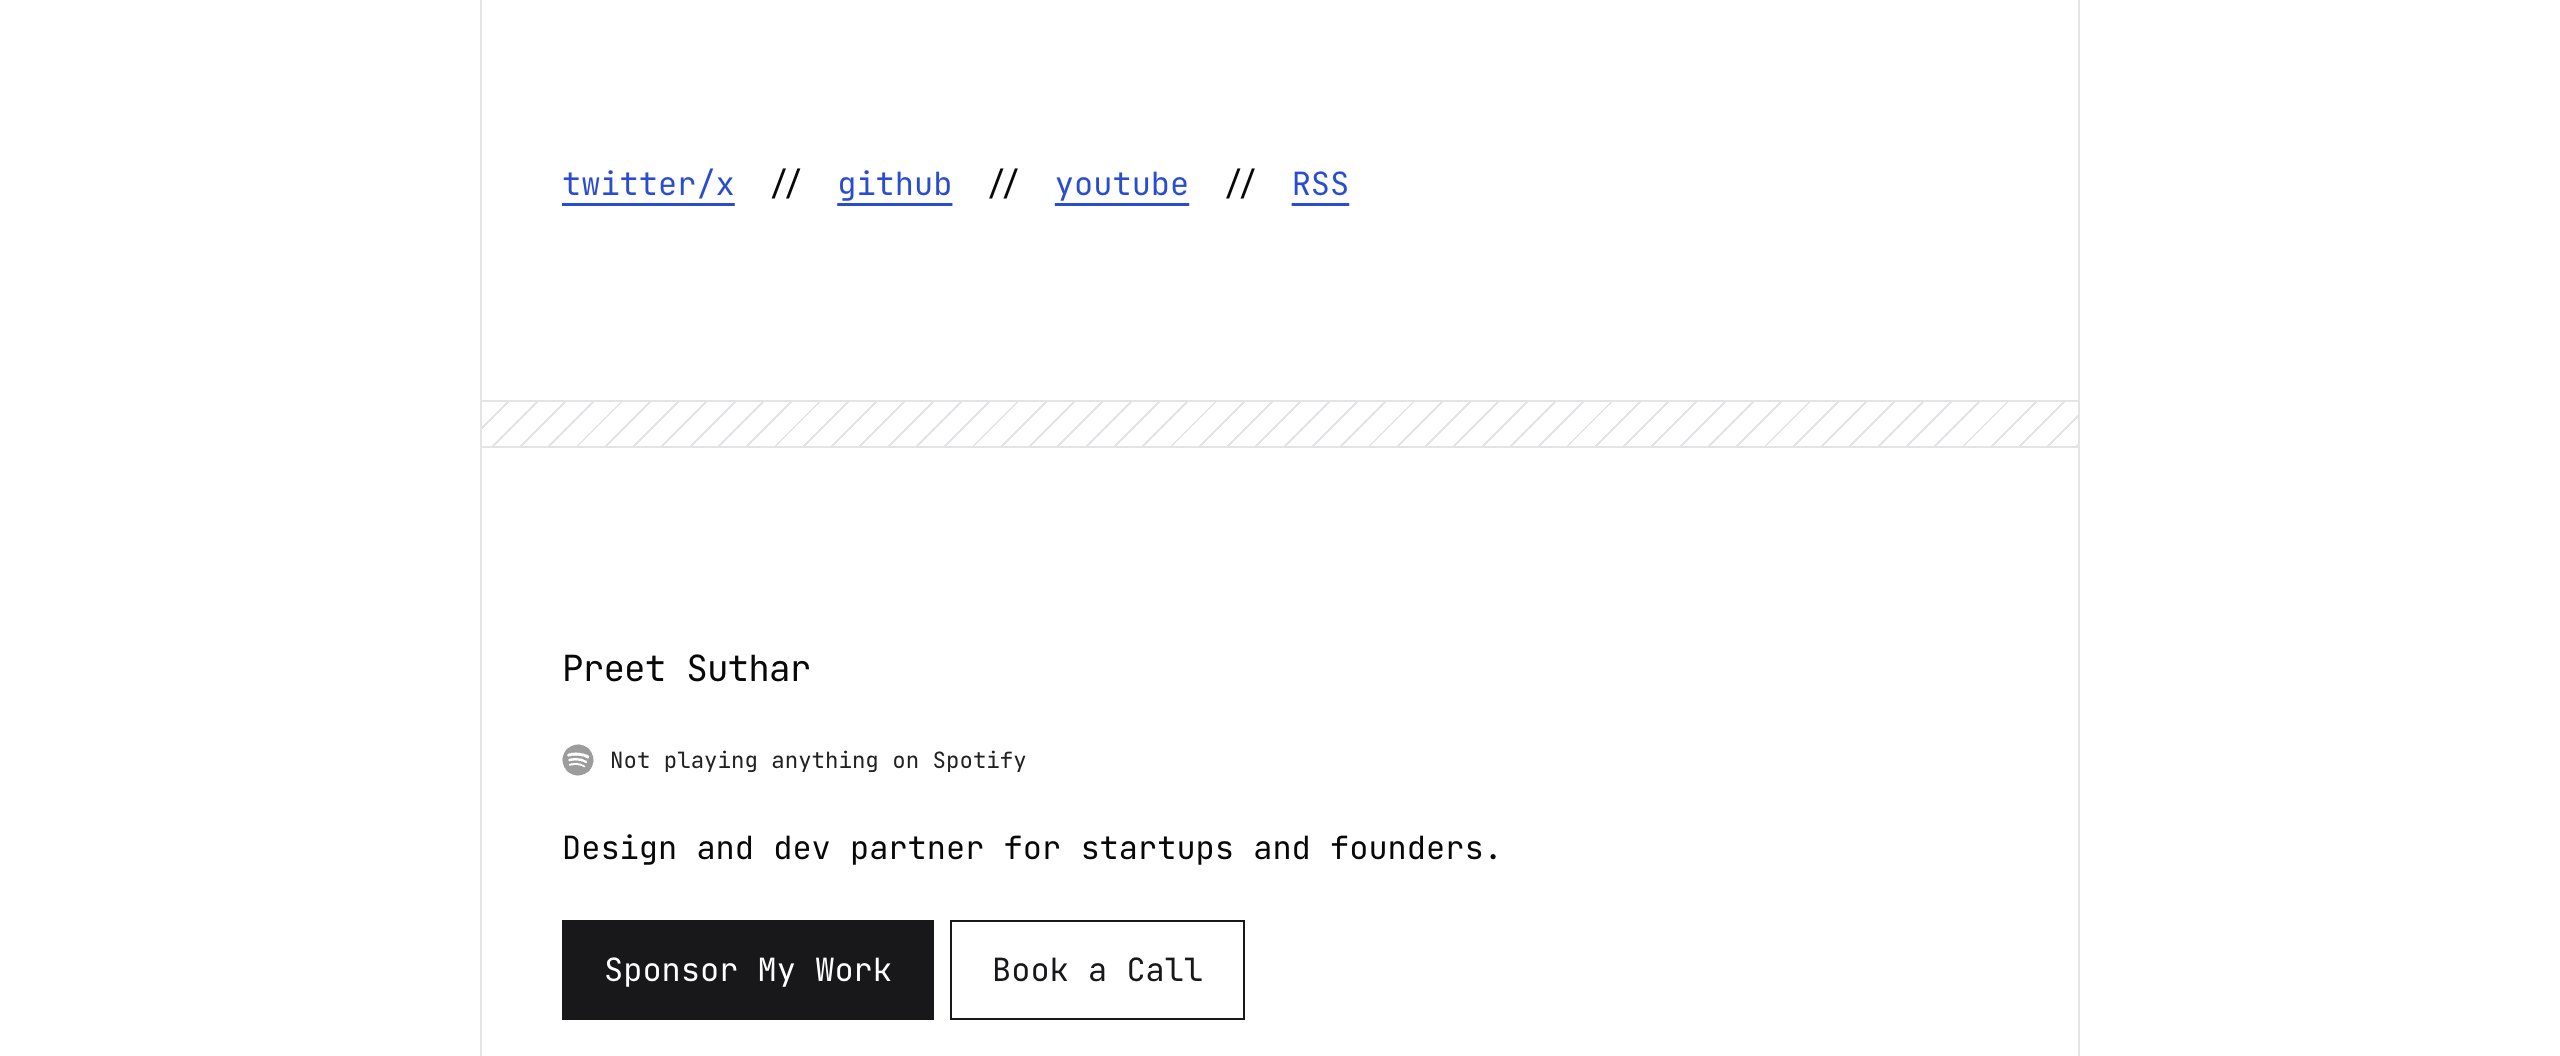 twitter/x // github // youtube // RSS
Preet Suthar
Not playing anything on Spotify
Design and dev partner for startups and founders.
Sponsor My Work Book a Call